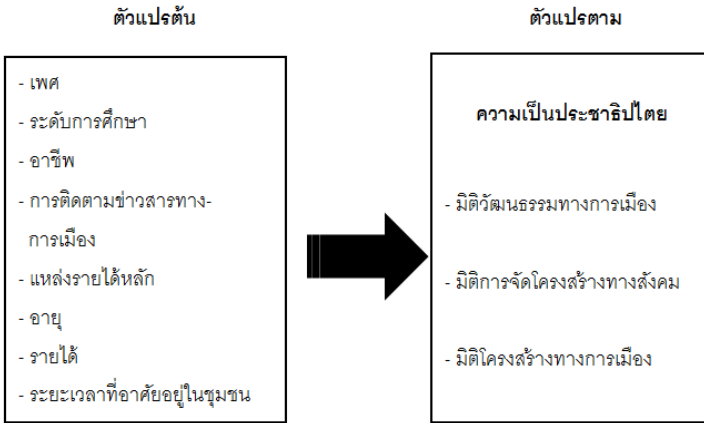 ตัวแปรต้น
- เพศ
- ระดับการศึกษา
- อาชีพ
- การติดตามข่าวสารทาง-
การเมือง
- แหล่งรายได้หลัก
- อายุ
- รายได้
- ระยะเวลาที่อาศัยอยู่ในชุมชน
ตัวแปรตาม
ความเป็นประชาธิปไตย
- มิติวัฒนธรรมทางการเมือง
- มิติการจัดโครงสร้างทางสังคม
- มิติโครงสร้างทางการเมือง